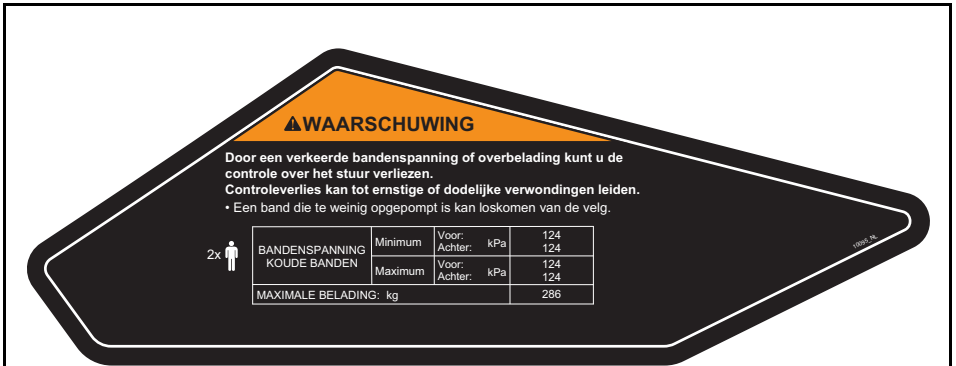 WAARSCHUWING
Door een verkeerde bandenspanning of overbelading kunt u de
controle over het stuur verliezen.
Controleverlies kan tot ernstige of dodelijke verwondingen leiden.
• Een band die te weinig opgepompt is kan loskomen van de velg.
2x
BANDENSPANNING
KOUDE BANDEN
Minimum
Voor:
Achter:
kPa
124
124
Maximum
Voor:
Achter:
kPa
124
124
MAXIMALE BELADING: kg
286